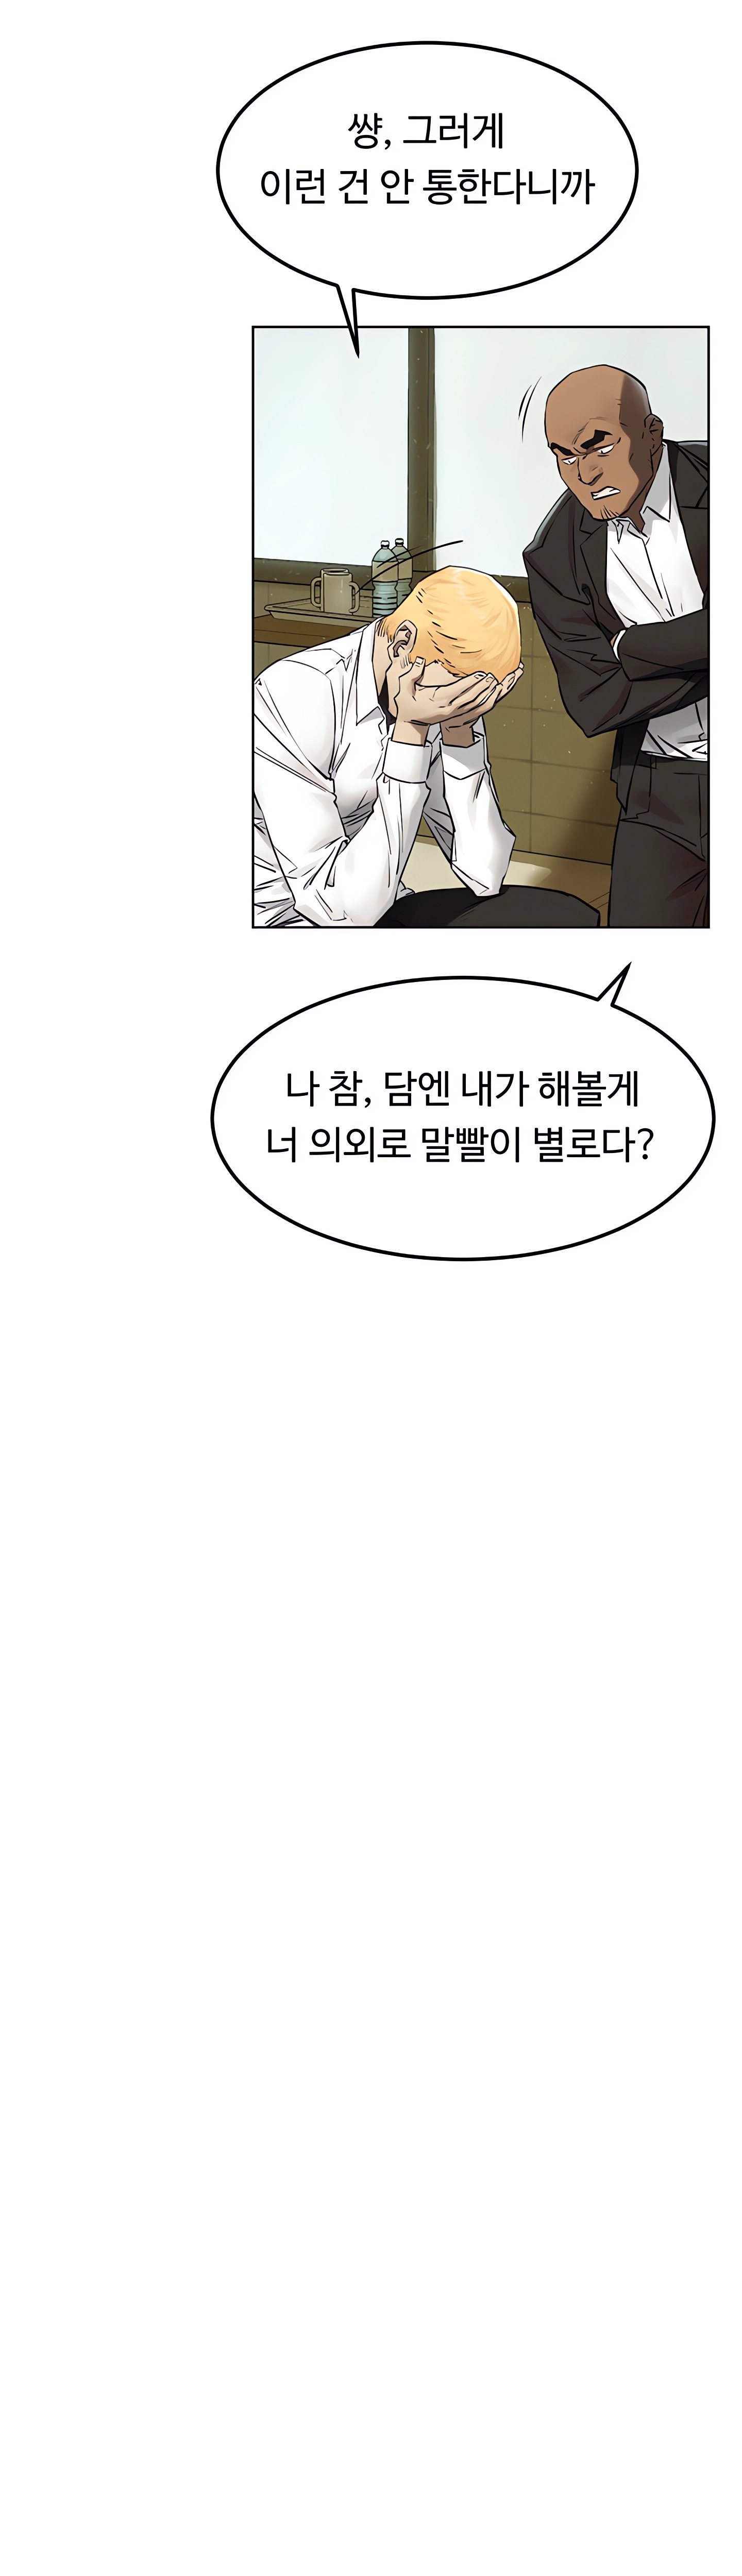 썅, 그러게
이런 건 안 통한다니까
나 참, 담엔 내가 해볼게
너 의외로 말빨이 별로다?